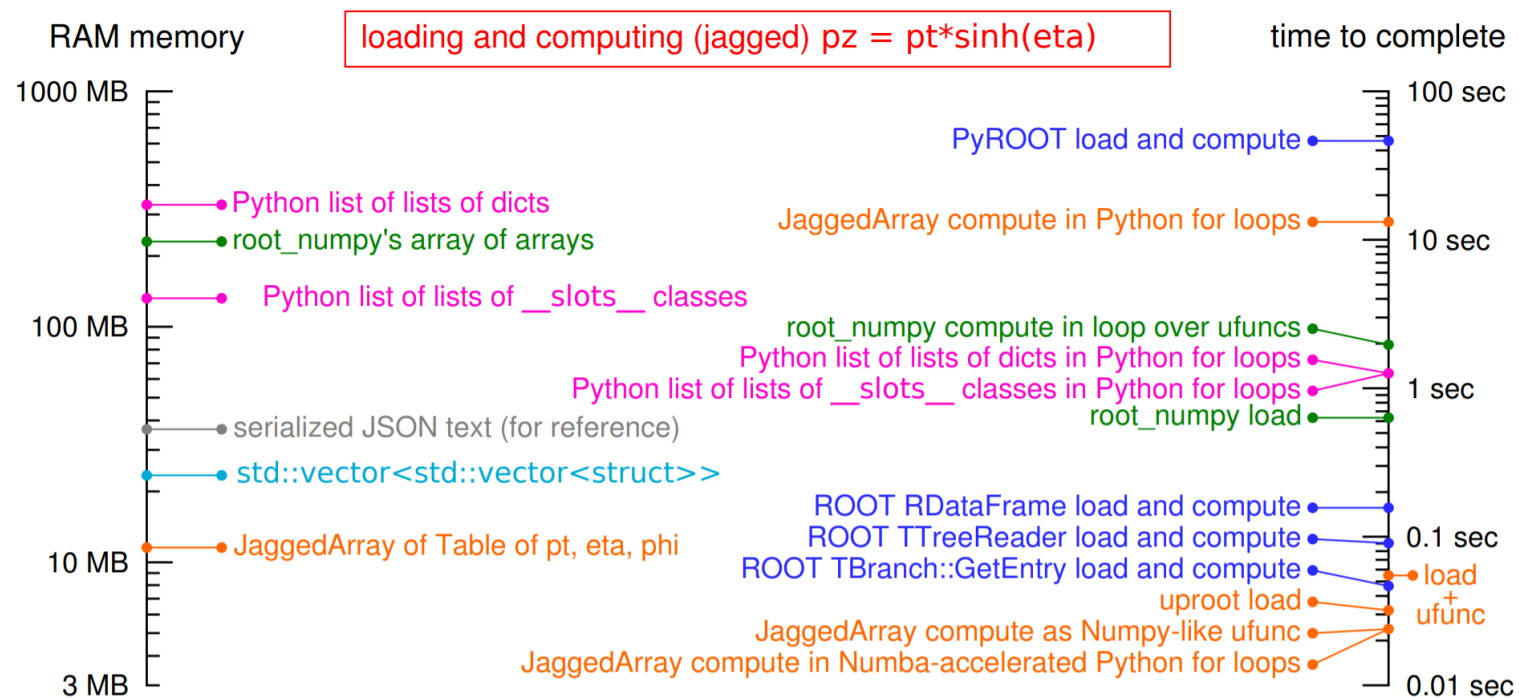 RAM memory
loading and computing (jagged) pz = pt*sinh(eta)
time to complete
1000 MB
100 MB
10 MB
3 MB
Python list of lists of dicts
root_numpy's array of arrays
Python list of lists of __slots__ classes
serialized JSON text (for reference)
std::vector<std::vector<struct>>
JaggedArray of Table of pt, eta, phi
PyROOT load and compute
JaggedArray compute in Python for loops
root_numpy compute in loop over ufuncs
Python list of lists of dicts in Python for loops
Python list of lists of __slots__ classes in Python for loops
root_numpy load
ROOT RDataFrame load and compute
ROOT TTreeReader load and compute
ROOT TBranch::GetEntry load and compute
uproot load
JaggedArray compute as Numpy-like ufunc
JaggedArray compute in Numba-accelerated Python for loops
100 sec
10 sec
1 sec
0.1 sec
load
+
ufunc
0.01 sec